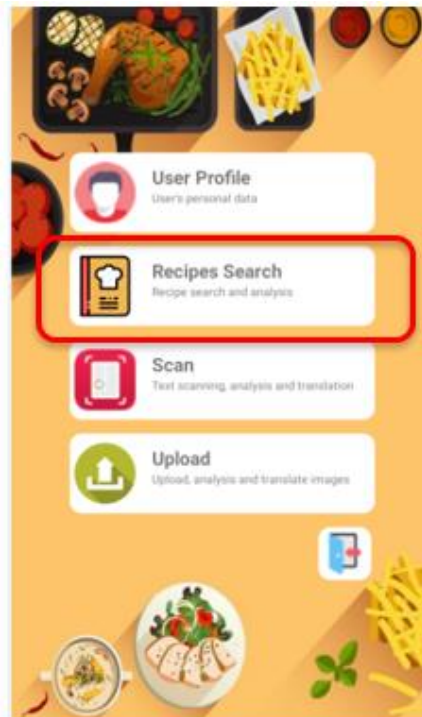 User Profile
User's personal data
Recipes Search
Recipe search and analysis
Scan
Text scanning, analysis and translation
Upload
Upload, analysis and translate images